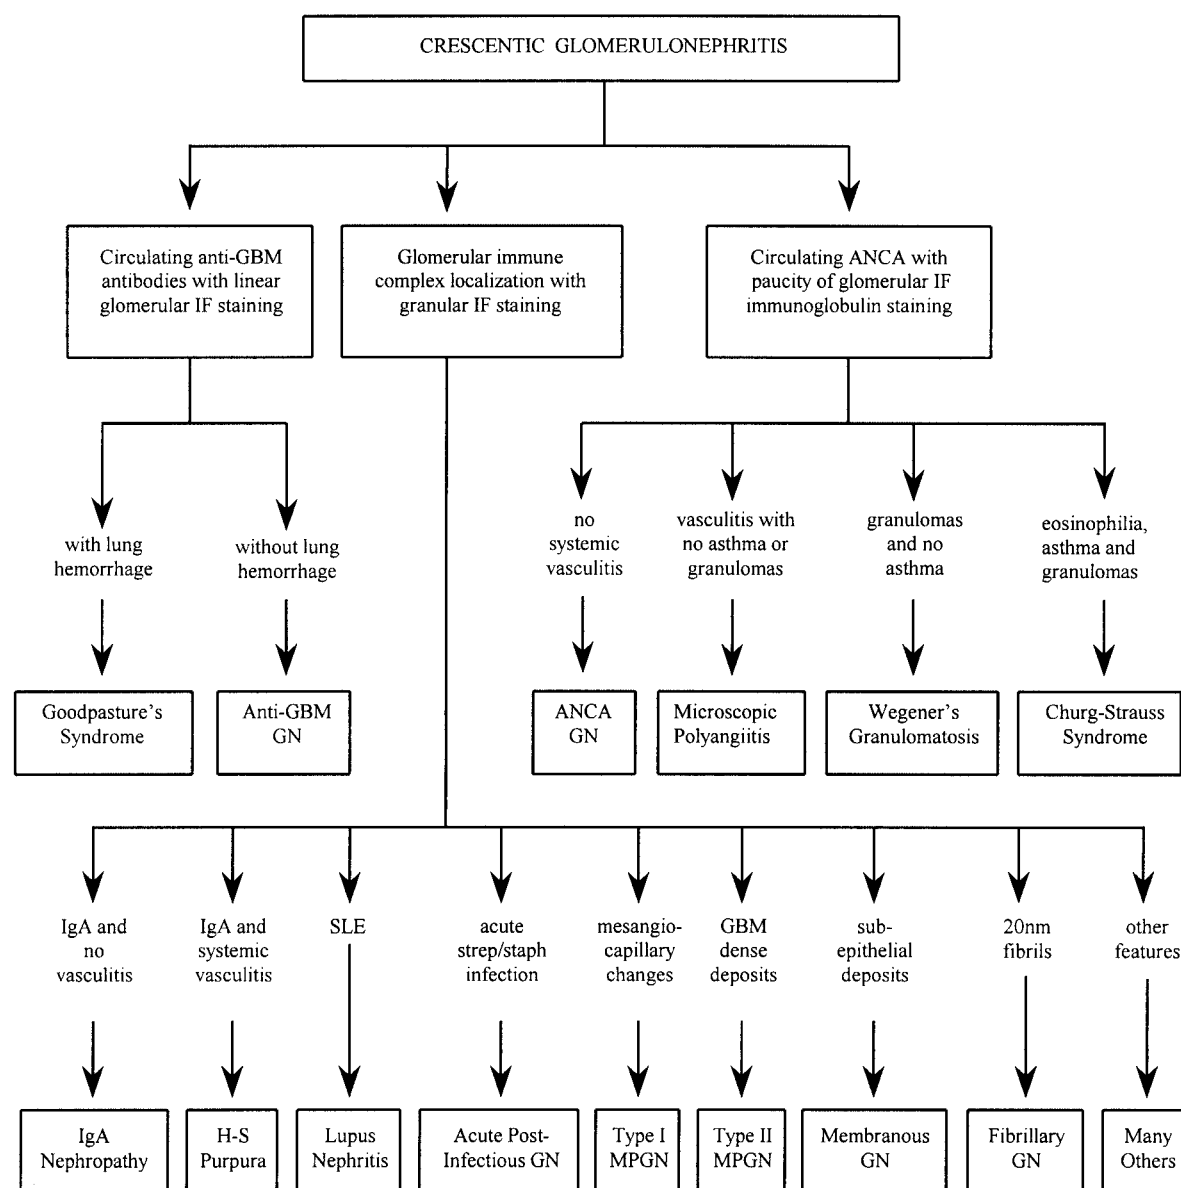 CRESCENTIC GLOMERULONEPHRITIS
Circulating anti-GBM
antibodies with linear
glomerular IF staining
Glomerular immune
complex localization with
granular IF staining
Circulating ANCA with
paucity of glomerular IF
immunoglobulin staining
with lung
hemorrhage
without lung
hemorrhage
no
systemic
vasculitis
vasculitis with
no asthma or
granulomas
granulomas
and no
asthma
eosinophilia,
asthma and
granulomas
Goodpasture's
Syndrome
Anti-GBM
GN
ANCA
GN
Microscopic
Polyangiitis
Wegener's
Granulomatosis
Churg-Strauss
Syndrome
IgA and
no
vasculitis
IgA and
systemic
vasculitis
SLE
acute
strep/staph
infection
mesangio-
capillary
changes
GBM
dense
deposits
sub-
epithelial
deposits
20nm
fibrils
other
features
IgA
Nephropathy
H-S
Purpura
Lupus
Nephritis
Acute Post-
Infectious GN
Type I
MPGN
Type II
MPGN
Membranous
GN
Fibrillary
GN
Many
Others